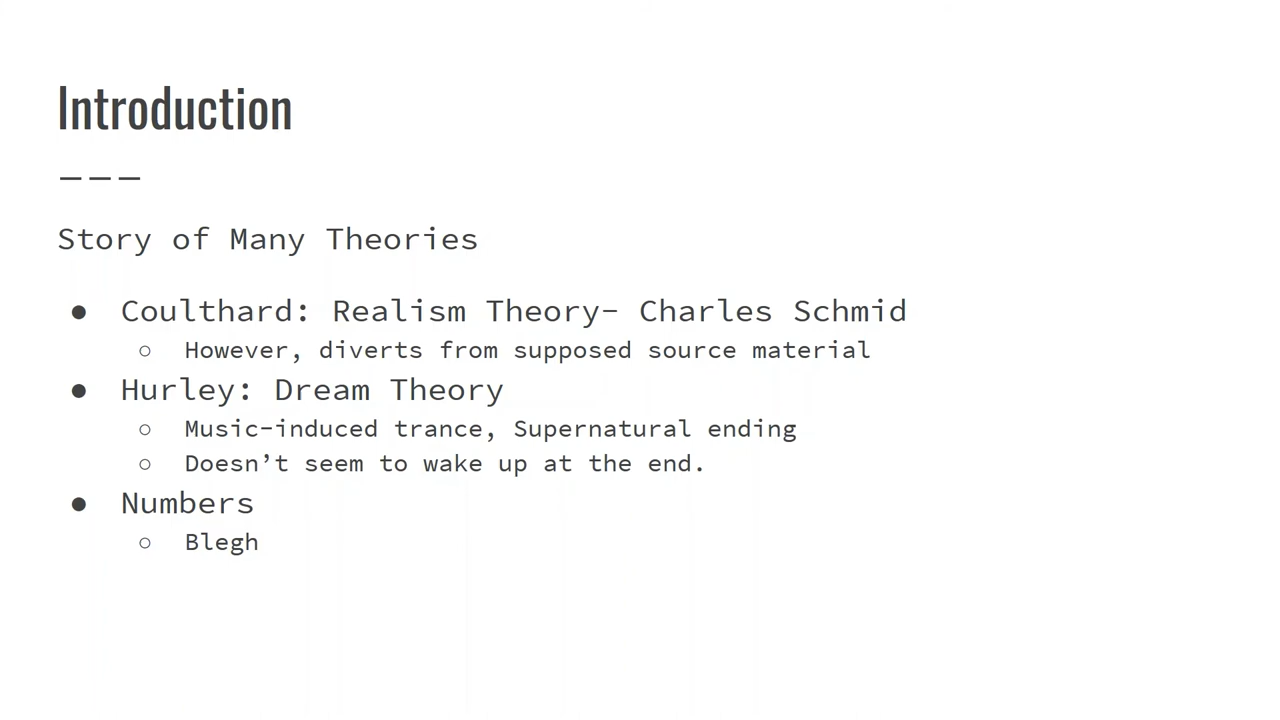 Introduction
———
Story of Many Theories
● Coulthard: Realism Theory- Charles Schmid
○ However, diverts from supposed source material
● Hurley: Dream Theory
○ Music-induced trance, Supernatural ending
○ Doesn’t seem to wake up at the end.
● Numbers
○ Blegh